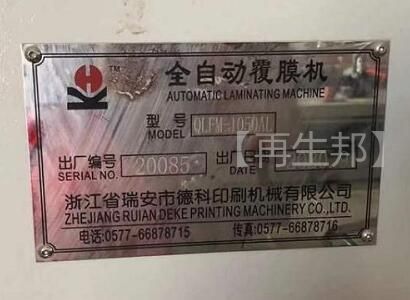 TM
全自动覆膜机
AUTOMATIC LAMINATING MACHINE
型号
MODEL
出厂编号 20085 出厂
SERIAL NO. DATE
【再生邦】
浙江省瑞安市德科印刷机械有限公司
ZHEJIANG RUIAN DEKE PRINTING MACHINERY CO.,LTD.
电话:0577-66878715 传真:0577-66878716